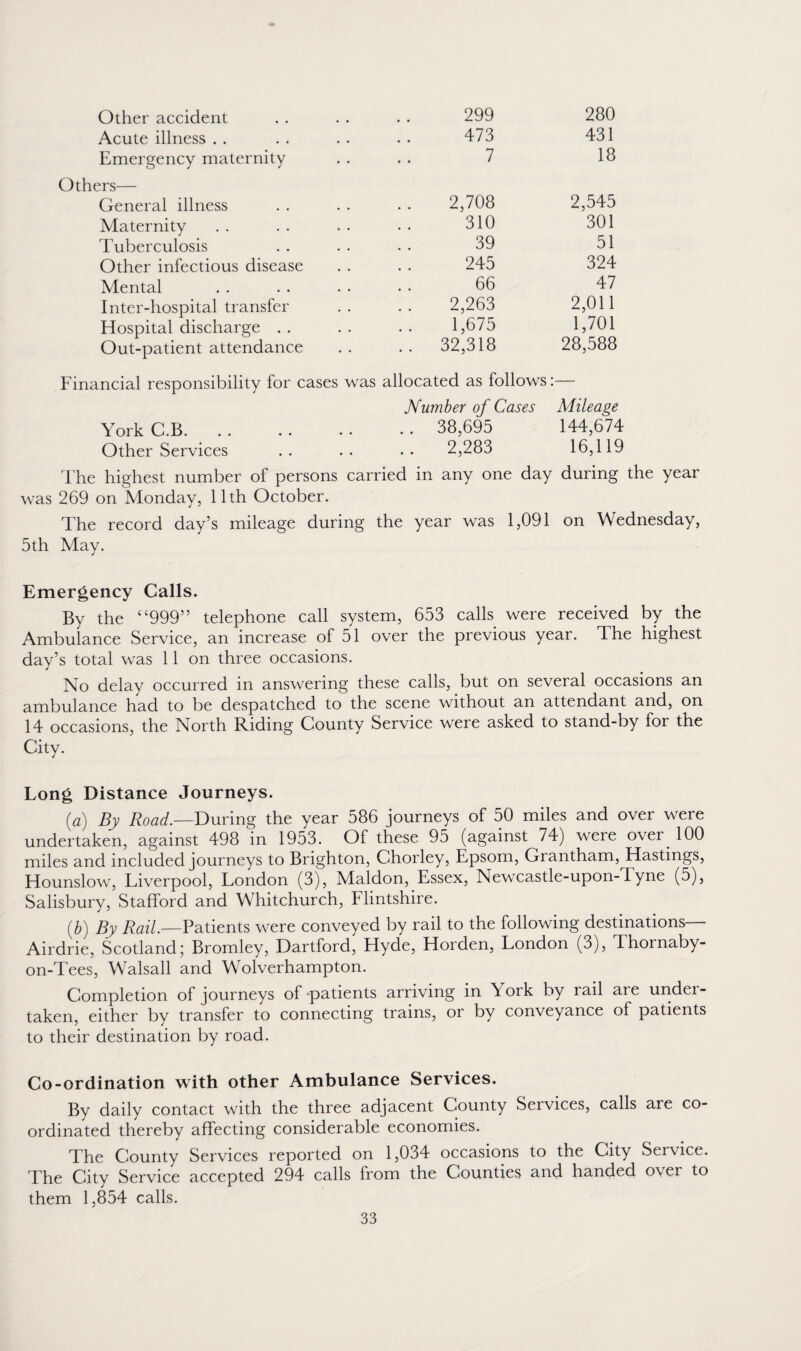 Other accident . . . . . . 299 280
Acute illness . . . . . . . . 473 431
Emergency maternity . . . . 7 18
Others—
General illness . . . . . . 2,708 2,545
Maternity . . . . . . . . 310 301
Tuberculosis . . . . . . 39 51
Other infectious disease . . . . 245 324
Mental . . . . . . . . 66 47
Inter-hospital transfer . . . . 2,263 2,011
Hospital discharge . . . . . . 1,675 1,701
Out-patient attendance . . . . 32,318 28,588
Financial responsibility for cases was allocated as follows:—
Number of Cases Mileage
York C.B. . . . . . . . . 38,695 144,674
Other Services . . . . . . 2,283 16,119
The highest number of persons carried in any one day during the year
was 269 on Monday, 11th October.
The record day's mileage during the year was 1,091 on Wednesday,
5th May.
Emergency Calls.
By the “999” telephone call system, 653 calls were received by the
Ambulance Service, an increase of 51 over the previous year. The highest
day's total was 11 on three occasions.
No delay occurred in answering these calls, but on several occasions an
ambulance had to be despatched to the scene without an attendant and, on
14 occasions, the North Riding County Service were asked to stand-by for the
City.
Long Distance Journeys.
(a) By Road.—During the year 586 journeys of 50 miles and over were
undertaken, against 498 in 1953. Of these 95 (against 74) were over 100
miles and included journeys to Brighton, Chorley, Epsom, Grantham, Hastings,
Hounslow, Liverpool, London (3), Maldon, Essex, Newcastle-upon-Tyne (5),
Salisbury, Stafford and Whitchurch, Flintshire.
(b) By Rail.—Patients were conveyed by rail to the following destinations—
Airdrie, Scotland; Bromley, Dartford, Hyde, Horden, London (3), Thornaby-
on-Tees, Walsall and Wolverhampton.
Completion of journeys of patients arriving in York by rail are under-
taken, either by transfer to connecting trains, or by conveyance of patients
to their destination by road.
Co-ordination with other Ambulance Services.
By daily contact with the three adjacent County Services, calls are co-
ordinated thereby affecting considerable economies.
The County Services reported on 1,034 occasions to the City Service.
The City Service accepted 294 calls from the Counties and handed over to
them 1,854 calls.
33